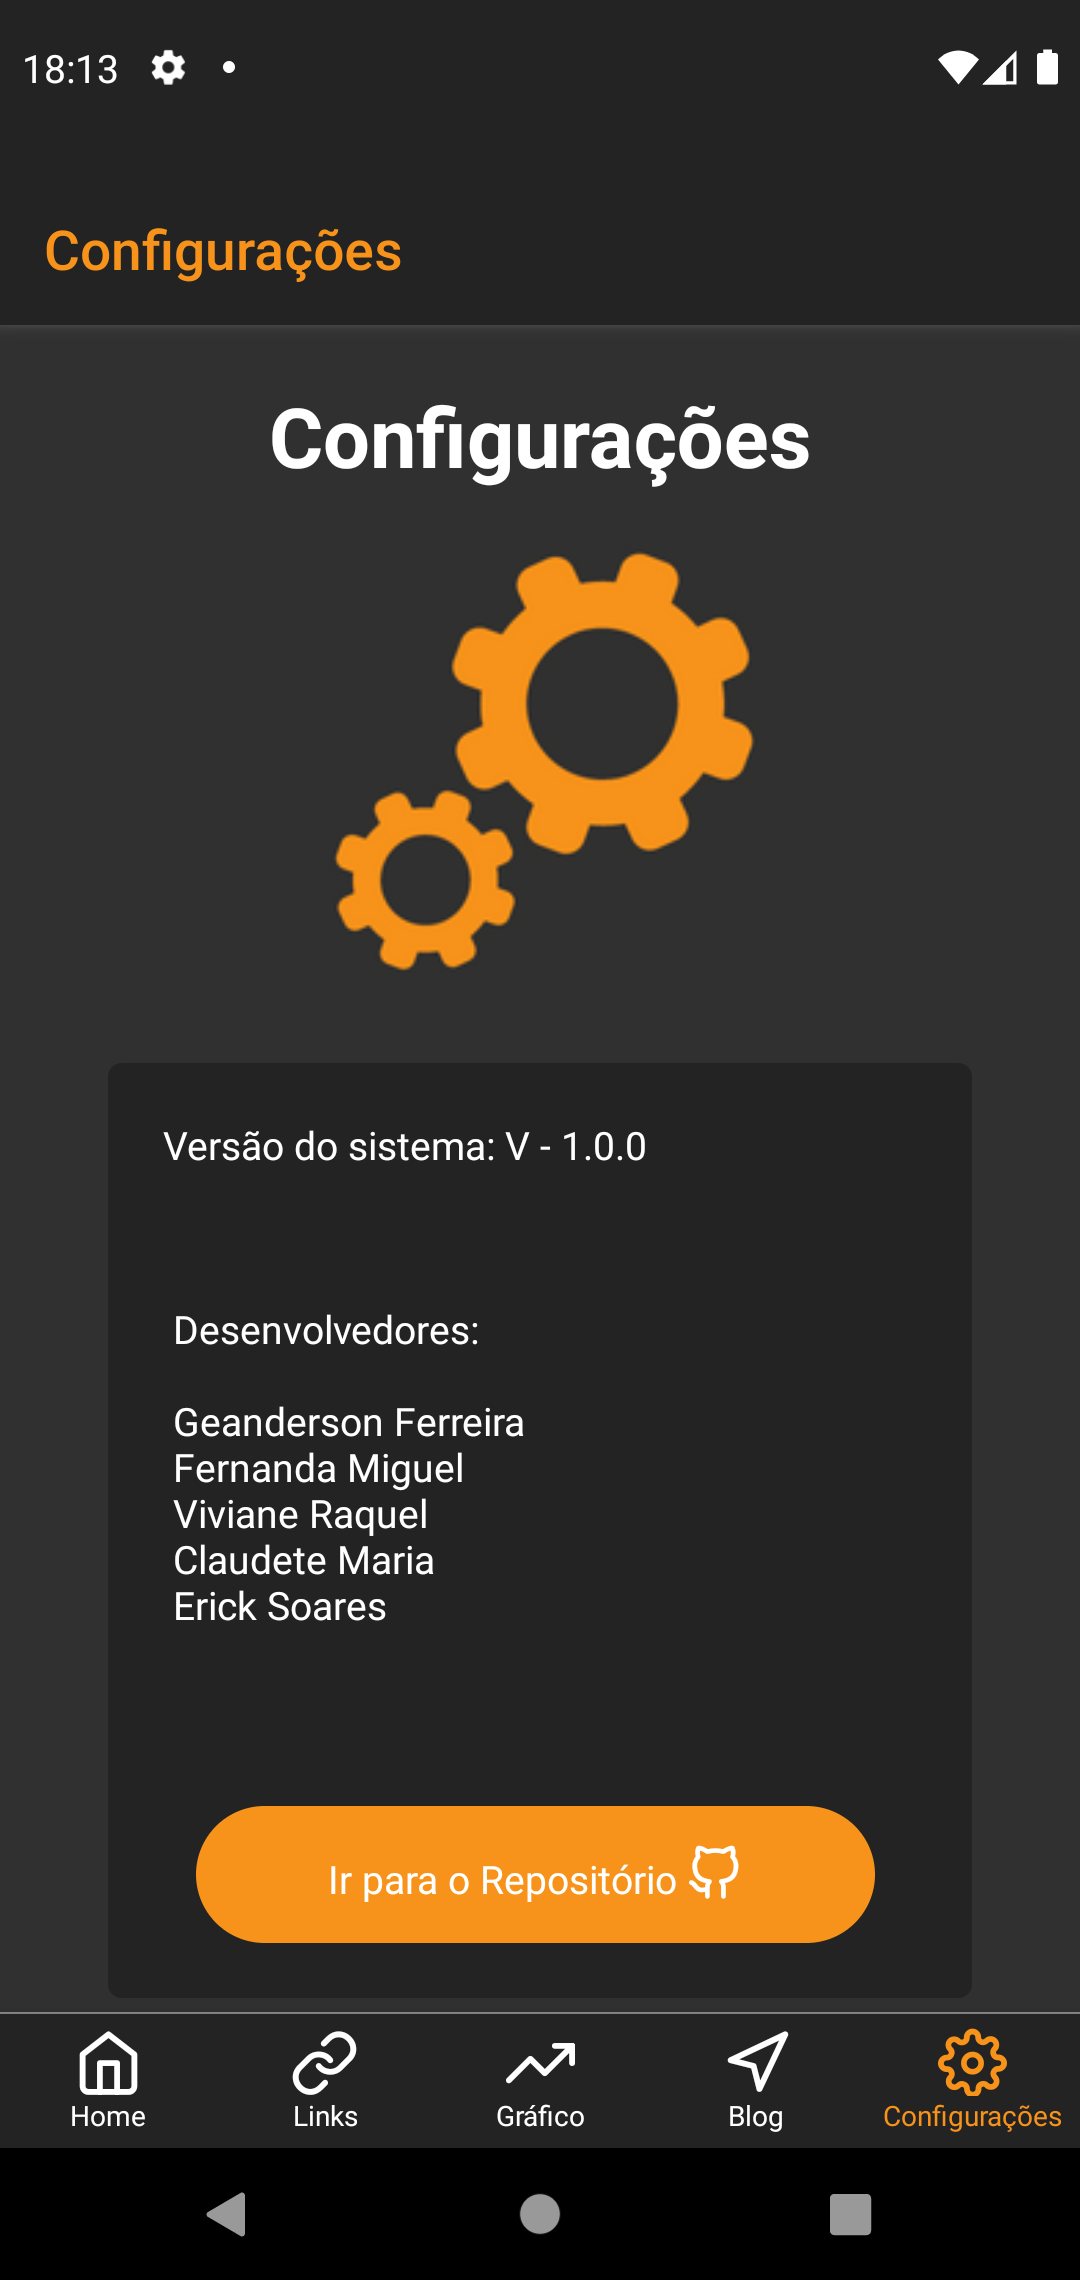 18:13
Configurações
Configurações
Versão do sistema: V - 1.0.0
Desenvolvedores:
Geanderson Ferreira
Fernanda Miguel
Viviane Raquel
Claudete Maria
Erick Soares
Ir para o Repositório
Home Links Gráfico Blog Configurações